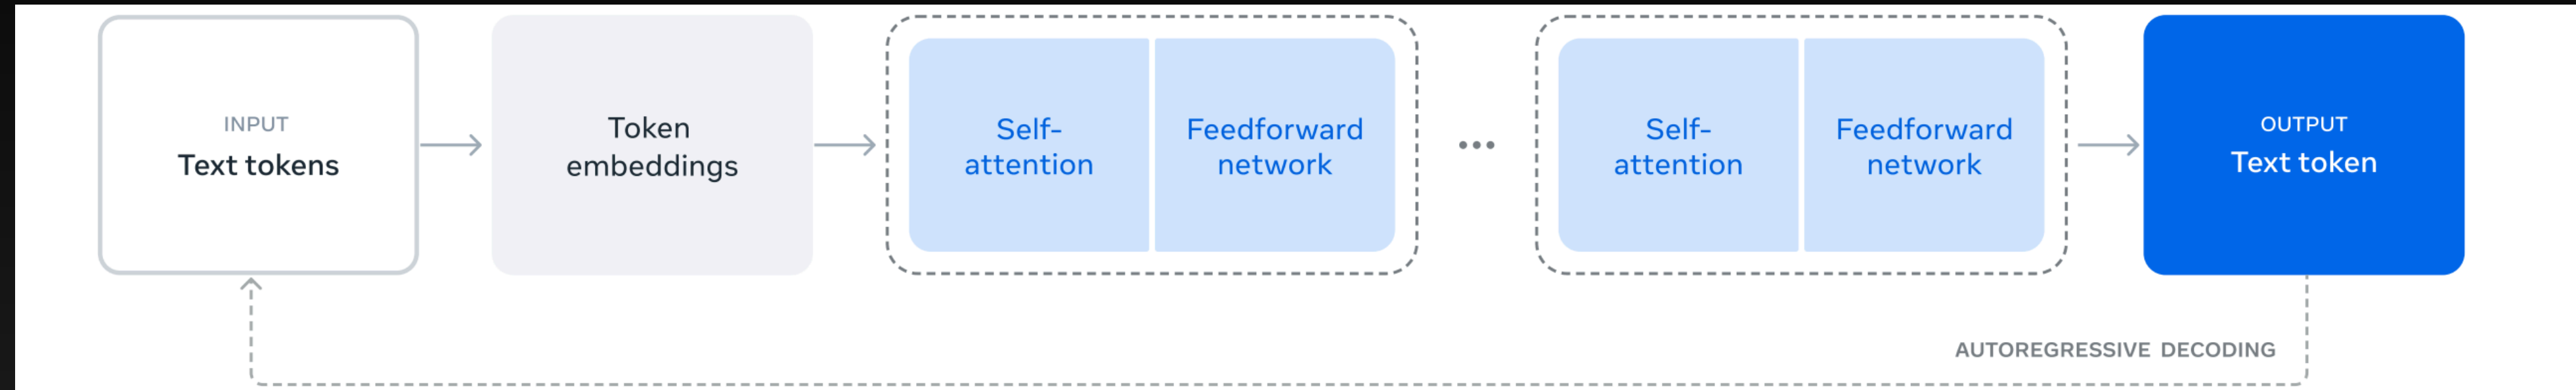 INPUT
Text tokens
Token
embeddings
Self-
attention
Feedforward
network
...
Self-
attention
Feedforward
network
OUTPUT
Text token
AUTOREGRESSIVE DECODING